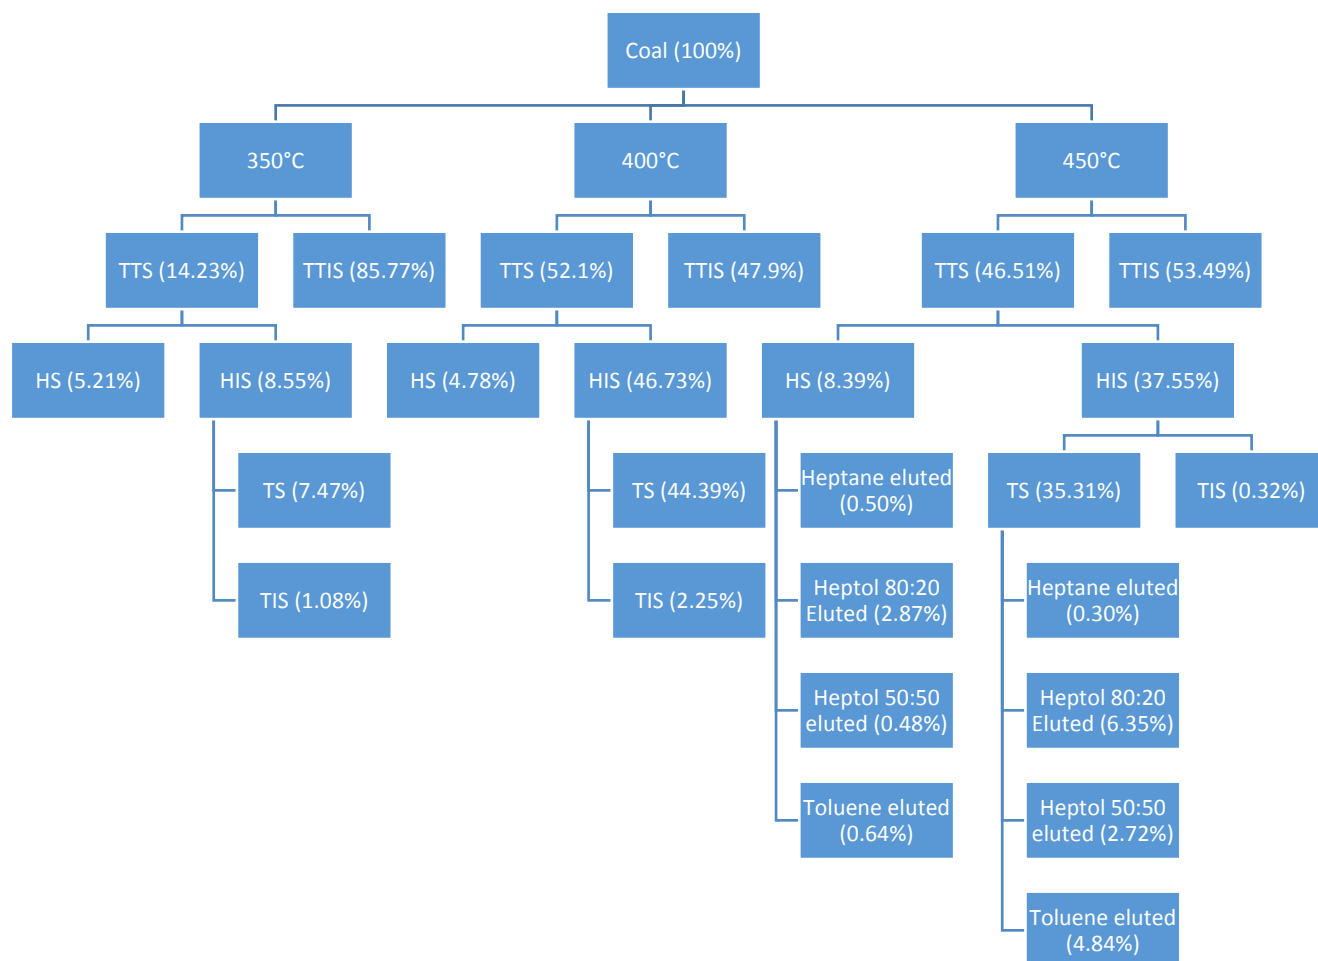 Coal (100%)
350°C
400°C
450°C
TTS (14.23%)
TTIS (85.77%)
TTS (52.1%)
TTIS (47.9%)
TTS (46.51%)
TTIS (53.49%)
HS (5.21%)
HIS (8.55%)
HS (4.78%)
HIS (46.73%)
HS (8.39%)
HIS (37.55%)
TS (7.47%)
TIS (1.08%)
TS (44.39%)
TIS (2.25%)
Heptane eluted
(0.50%)
Heptol 80:20
Eluted (2.87%)
Heptol 50:50
eluted (0.48%)
Toluene eluted
(0.64%)
TS (35.31%)
TIS (0.32%)
Heptane eluted
(0.30%)
Heptol 80:20
Eluted (6.35%)
Heptol 50:50
eluted (2.72%)
Toluene eluted
(4.84%)